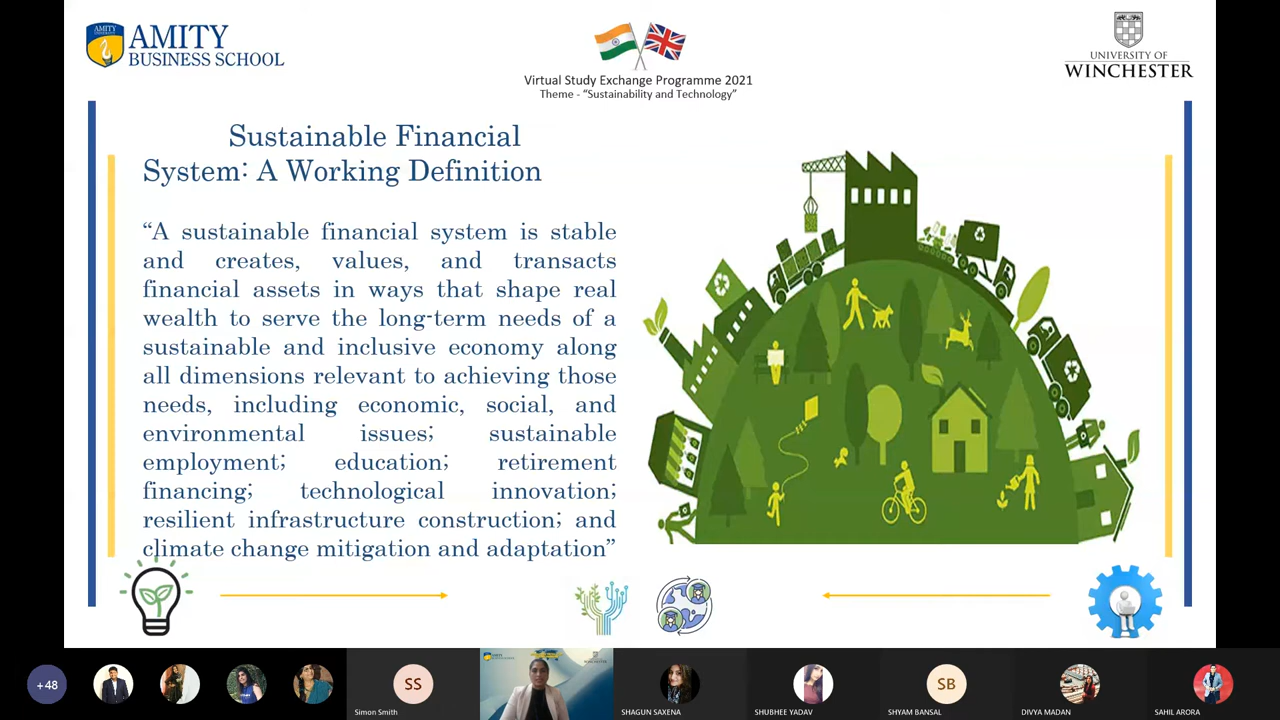 AMITY
BUSINESS SCHOOL
Virtual Study Exchange Programme 2021
Theme - “Sustainability and Technology”
UNIVERSITY OF
WINCHESTER
Sustainable Financial
System: A Working Definition
“A sustainable financial system is stable
and creates, values, and transacts
financial assets in ways that shape real
wealth to serve the long-term needs of a
sustainable and inclusive economy along
all dimensions relevant to achieving those
needs, including economic, social, and
environmental issues; sustainable
employment; education; retirement
financing; technological innovation;
resilient infrastructure construction; and
climate change mitigation and adaptation”
+48
SS
Simon Smith
AMITY
WINCHESTER
SHAGUN SAXENA
SHUBHEE YADAV
SB
SHYAM BANSAL
DIVYA MADAN
SAHIL ARORA